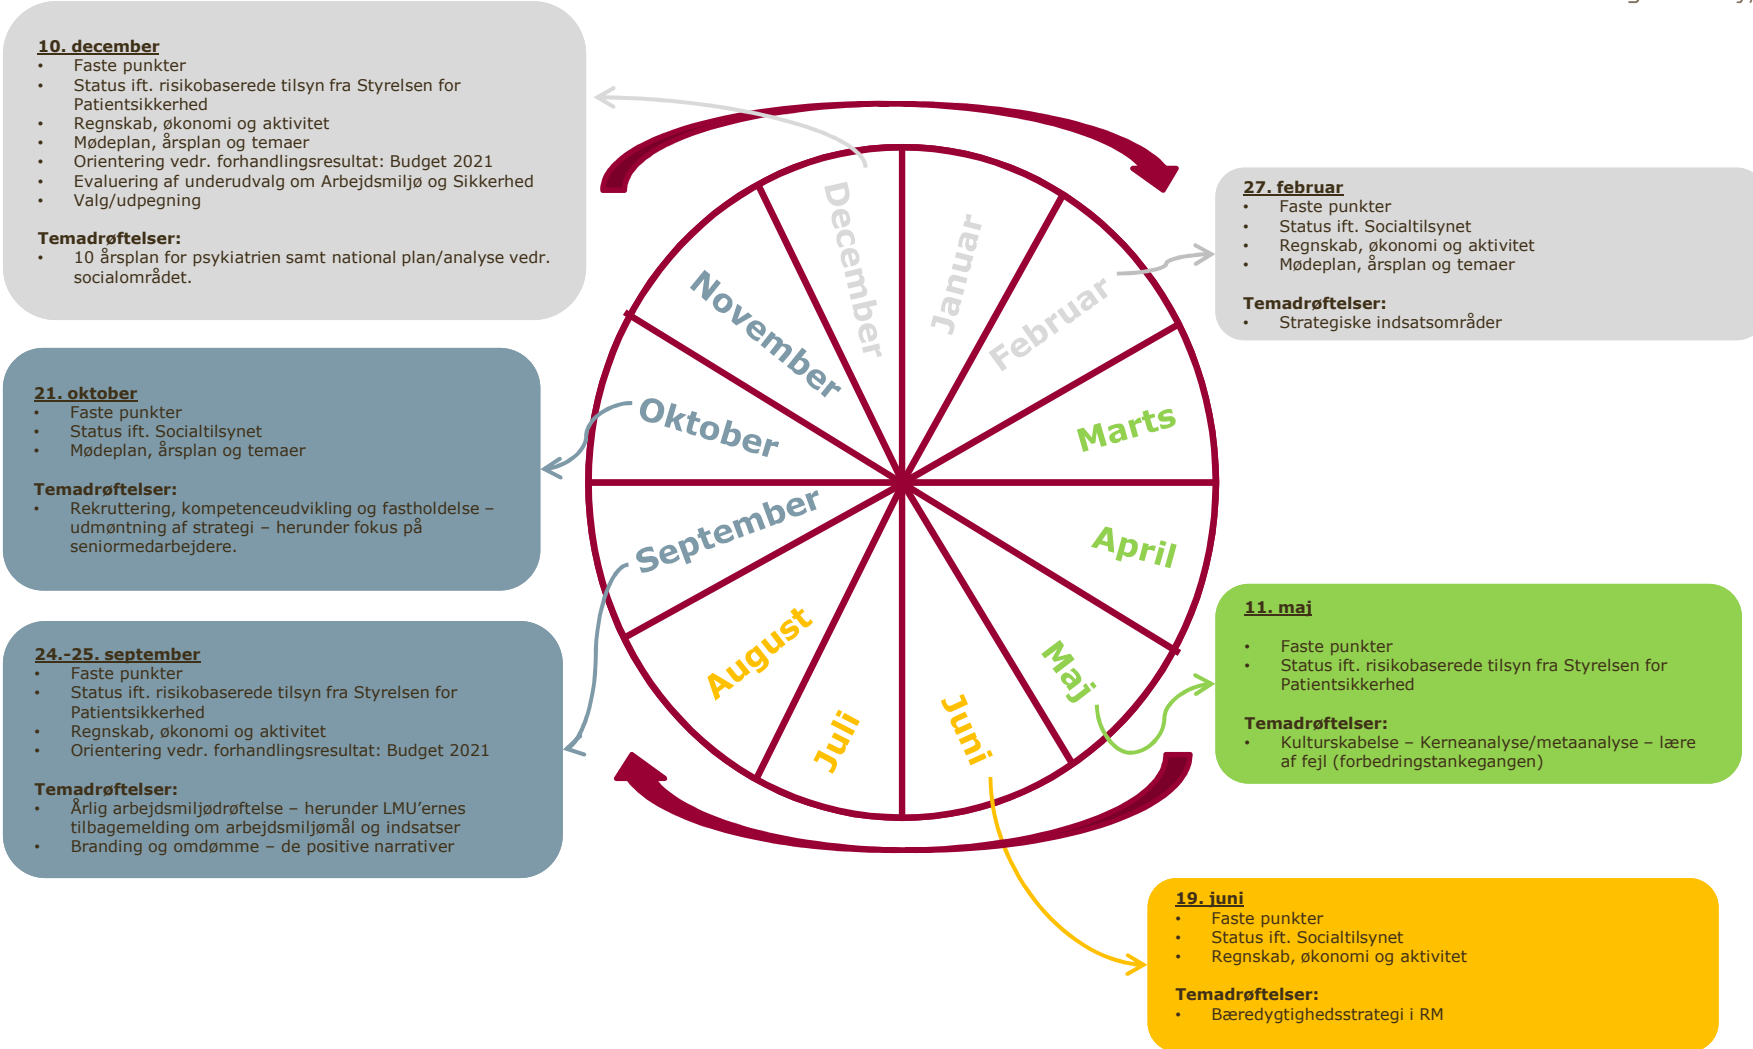 10. december
• Faste punkter
• Status ift. risikobaserede tilsyn fra Styrelsen for
Patientsikkerhed
• Regnskab, økonomi og aktivitet
• Mødeplan, årsplan og temaer
• Orientering vedr. forhandlingsresultat: Budget 2021
• Evaluering af underudvalg om Arbejdsmiljø og Sikkerhed
• Valg/udpegning
Temadrøftelser:
• 10 årsplan for psykiatrien samt national plan/analyse vedr.
socialområdet.
27. februar
• Faste punkter
• Status ift. Socialtilsynet
• Regnskab, økonomi og aktivitet
• Mødeplan, årsplan og temaer
Temadrøftelser:
• Strategiske indsatsområder
Januar
Februar
Marts
April
Maj
Juni
Juli
August
September
Oktober
November
December
21. oktober
• Faste punkter
• Status ift. Socialtilsynet
• Mødeplan, årsplan og temaer
Temadrøftelser:
• Rekruttering, kompetenceudvikling og fastholdelse –
udmøntning af strategi – herunder fokus på
seniormedarbejdere.
11. maj
• Faste punkter
• Status ift. risikobaserede tilsyn fra Styrelsen for
Patientsikkerhed
Temadrøftelser:
• Kulturskabelse – Kerneanalyse/metaanalyse – lære
af fejl (forbedringstankegangen)
24.-25. september
• Faste punkter
• Status ift. risikobaserede tilsyn fra Styrelsen for
Patientsikkerhed
• Regnskab, økonomi og aktivitet
• Orientering vedr. forhandlingsresultat: Budget 2021
Temadrøftelser:
• Årlig arbejdsmiljødrøftelse – herunder LMU’ernes
tilbagemelding om arbejdsmiljømål og indsatser
• Branding og omdømme – de positive narrativer
19. juni
• Faste punkter
• Status ift. Socialtilsynet
• Regnskab, økonomi og aktivitet
Temadrøftelser:
• Bæredygtighedsstrategi i RM